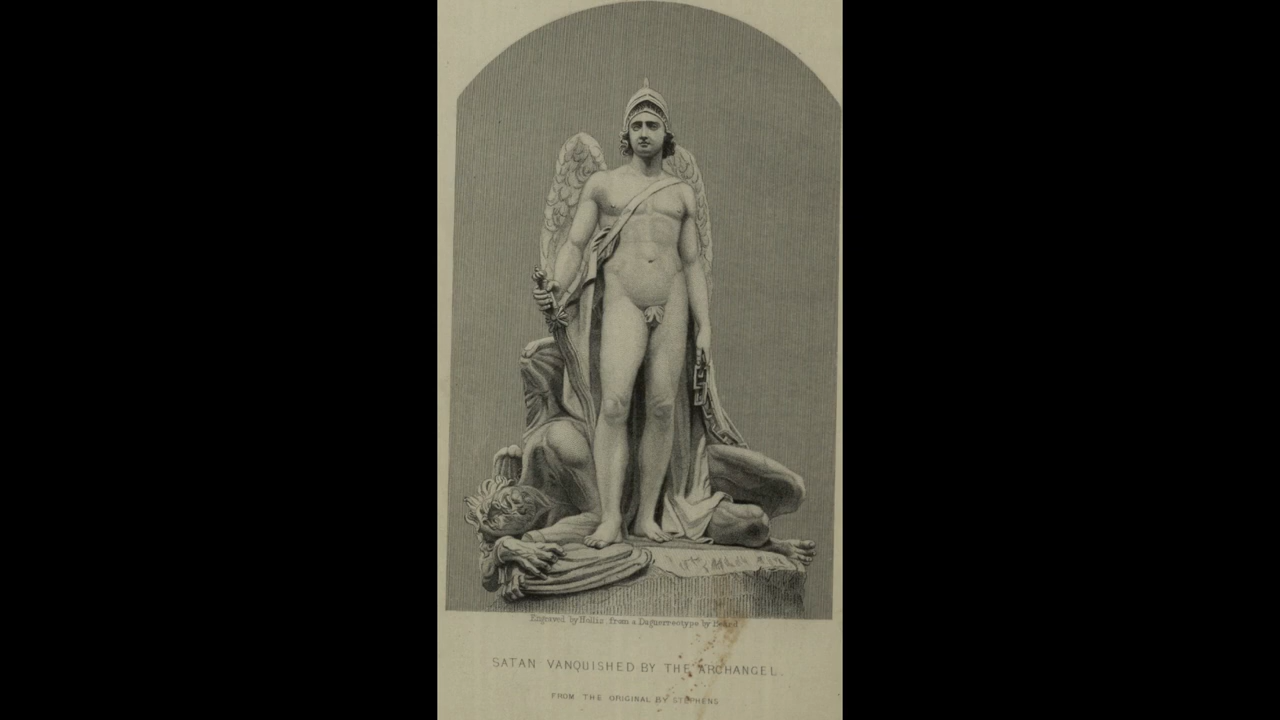 Engraved by Hollis from a Daguerreotype by Beard
SATAN VANQUISHED BY THE ARCHANGEL.
FROM THE ORIGINAL BY STEPHENS